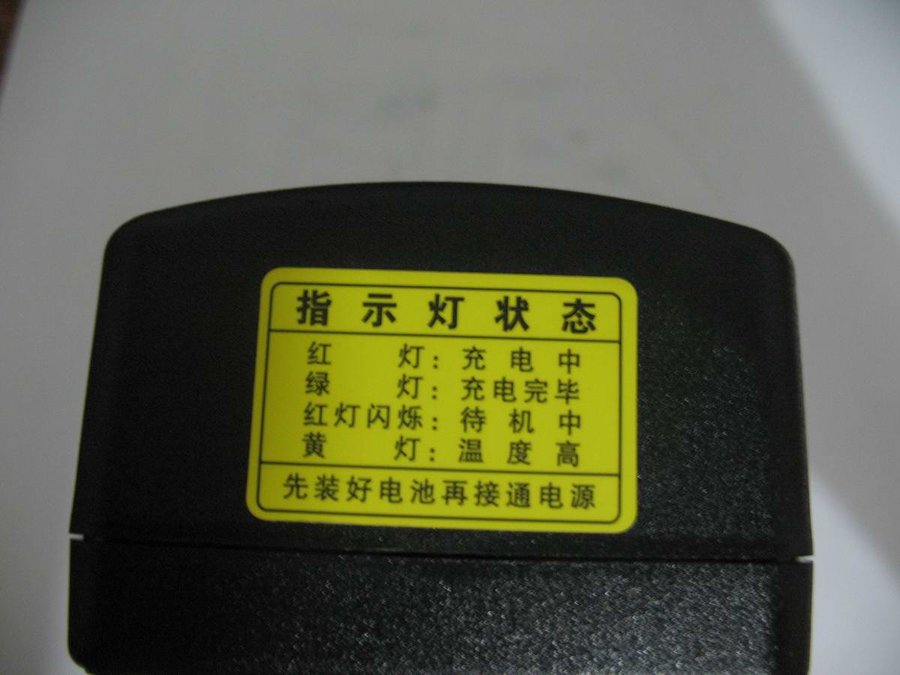 指示灯状态
红灯：充电中
绿灯：充电完毕
红灯闪烁：待机中
黄灯：温度高
先装好电池再接通电源